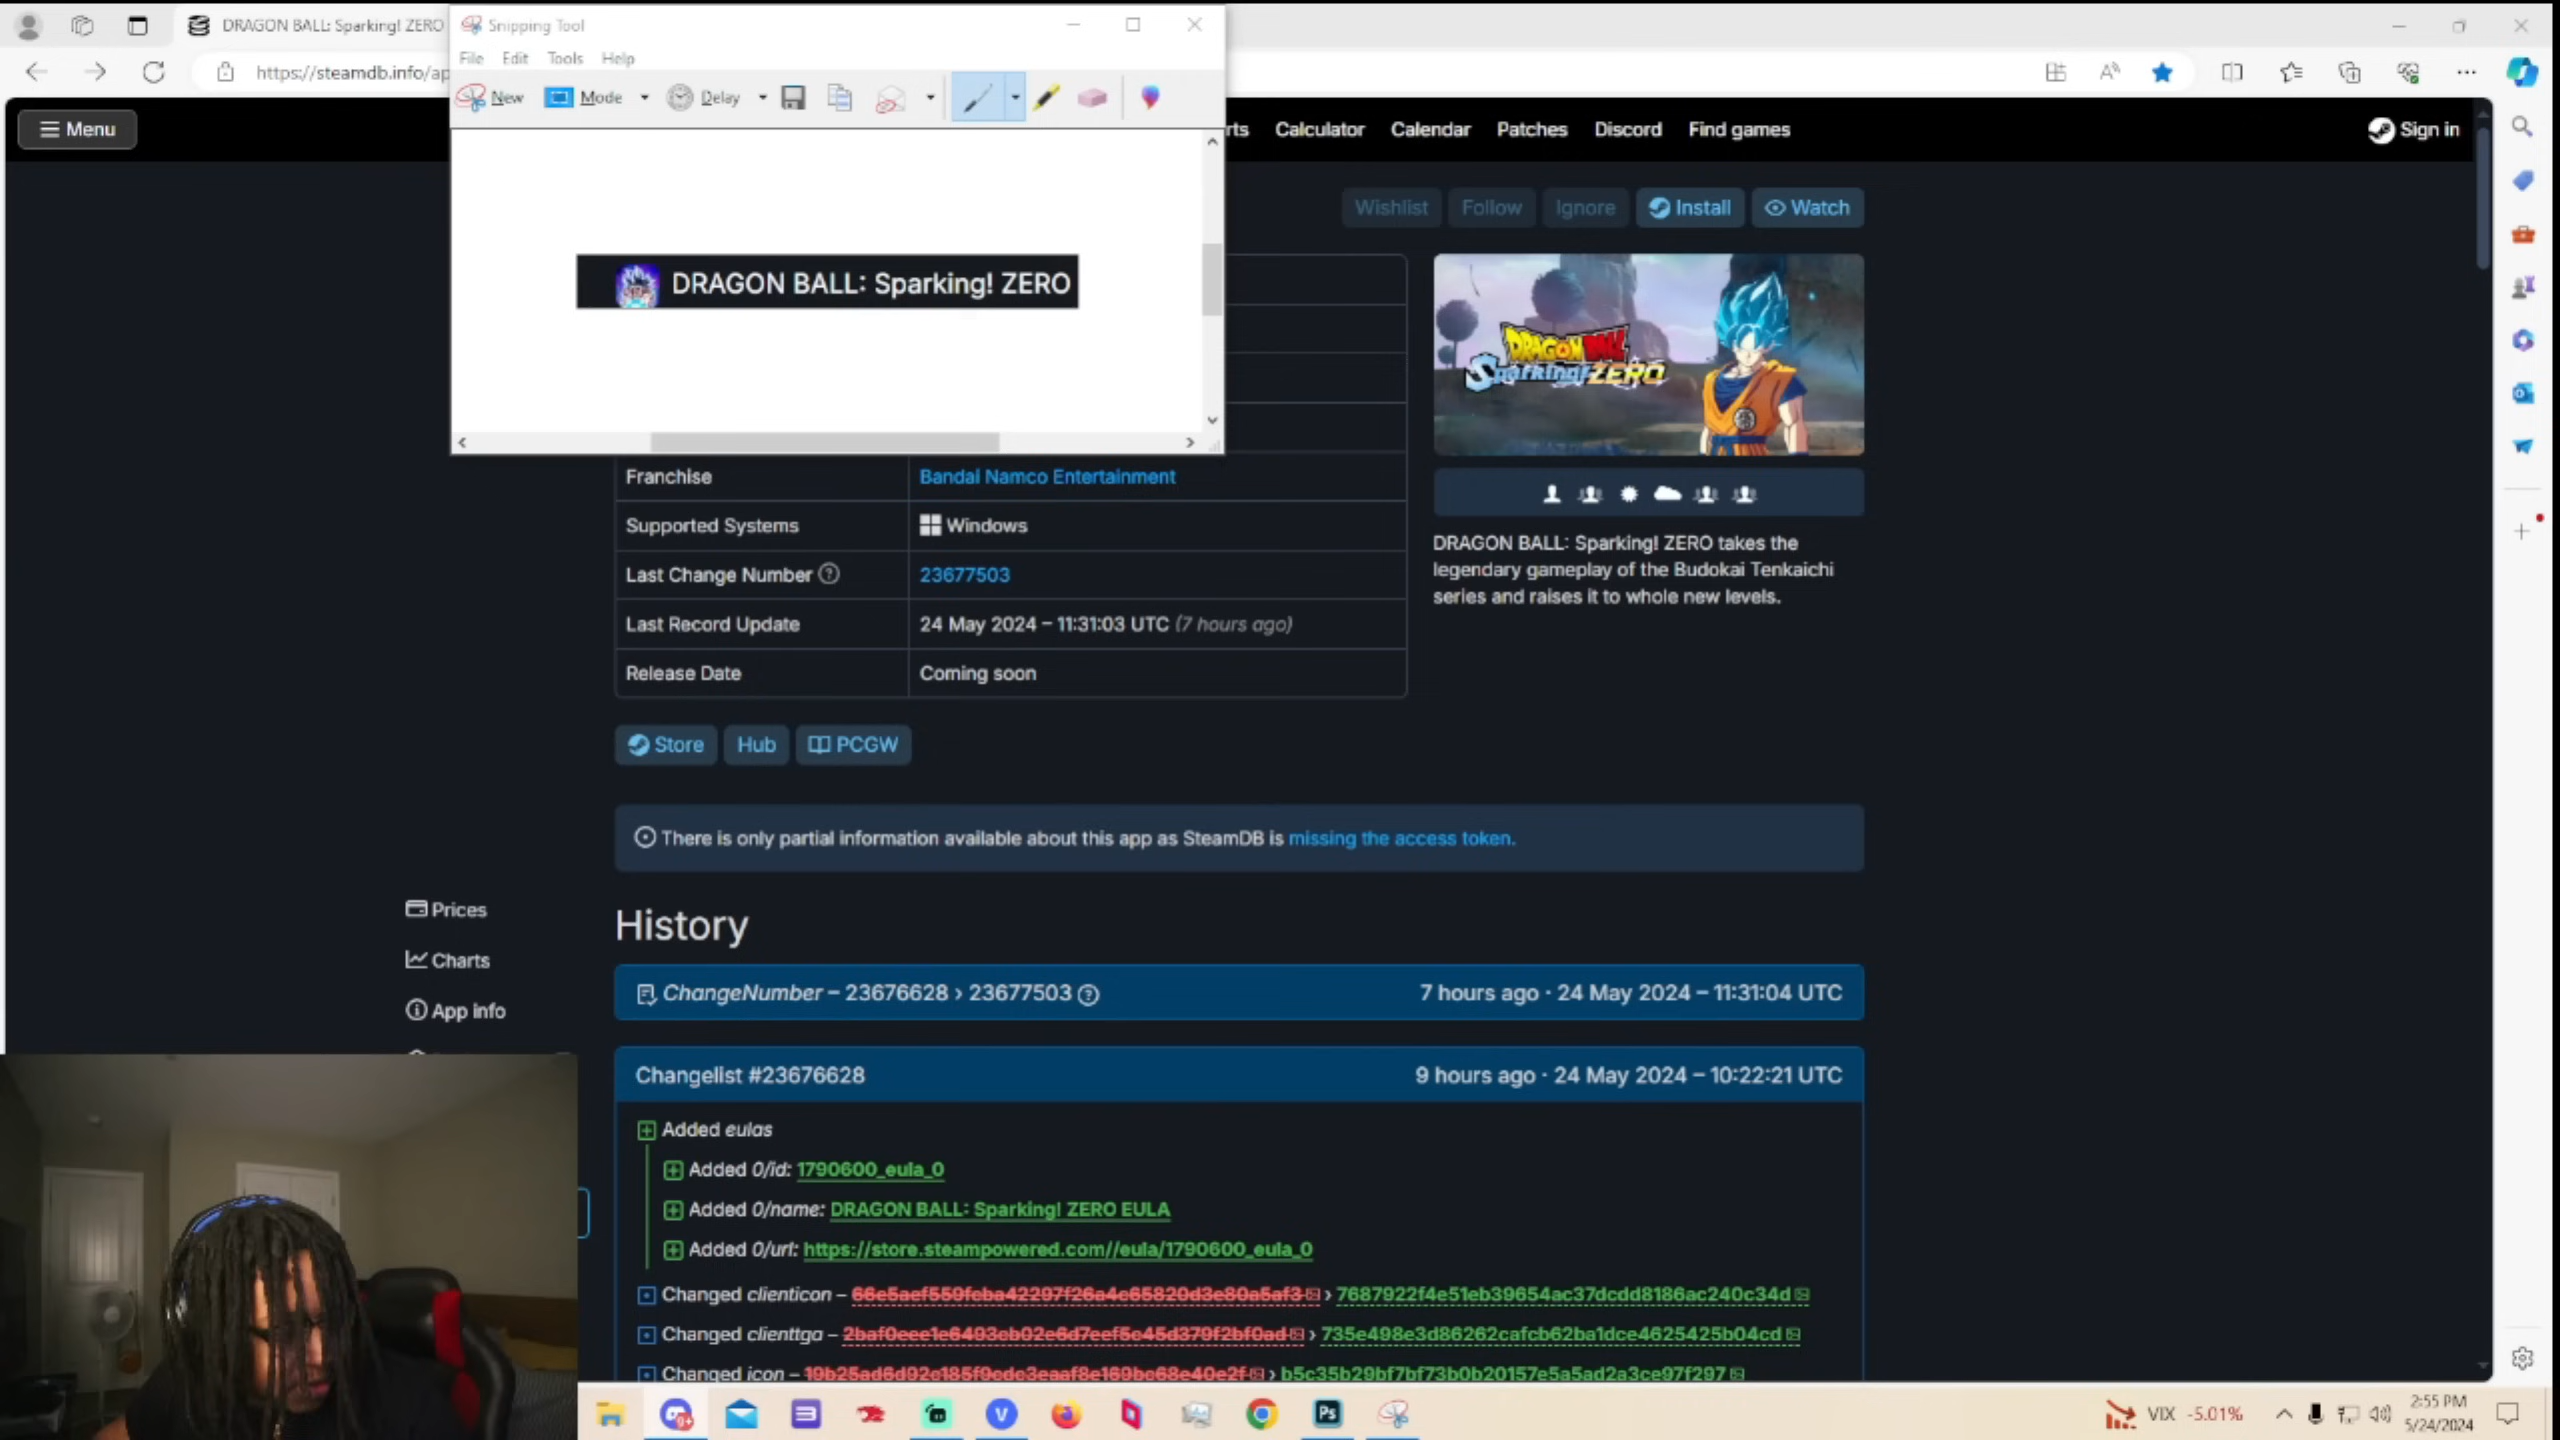 DRAGON BALL: Sparking! ZERO
Snipping Tool
https://steamdb.info/ap
File Edit Tools Help
New Mode Delay
Menu
rts Calculator Calendar Patches Discord Find games
Sign in
Wishlist Follow Ignore Install Watch
DRAGON BALL: Sparking! ZERO
DRAGON BALL
Sparking! ZERO
Franchise Bandai Namco Entertainment
Supported Systems Windows
Last Change Number 23677503
Last Record Update 24 May 2024 – 11:31:03 UTC (7 hours ago)
Release Date Coming soon
DRAGON BALL: Sparking! ZERO takes the
legendary gameplay of the Budokai Tenkaichi
series and raises it to whole new levels.
Store Hub PCGW
There is only partial information available about this app as SteamDB is missing the access token.
Prices
Charts
App info
History
ChangeNumber – 23676628 › 23677503 7 hours ago · 24 May 2024 – 11:31:04 UTC
Changelist #23676628 9 hours ago · 24 May 2024 – 10:22:21 UTC
Added eulas
Added 0/id: 1790600_eula_0
Added 0/name: DRAGON BALL: Sparking! ZERO EULA
Added 0/url: https://store.steampowered.com//eula/1790600_eula_0
Changed clienticon – › 7687922f4e51eb39654ac37dcdd8186ac240c34d
Changed clienttga – › 735e498e3d86262cafcb62ba1dce4625425b04cd
Changed icon – › b5c35b29bf7bf73b0b20157e5a5ad2a3ce97f297
VIX -5.01%
2:55 PM
5/24/2024